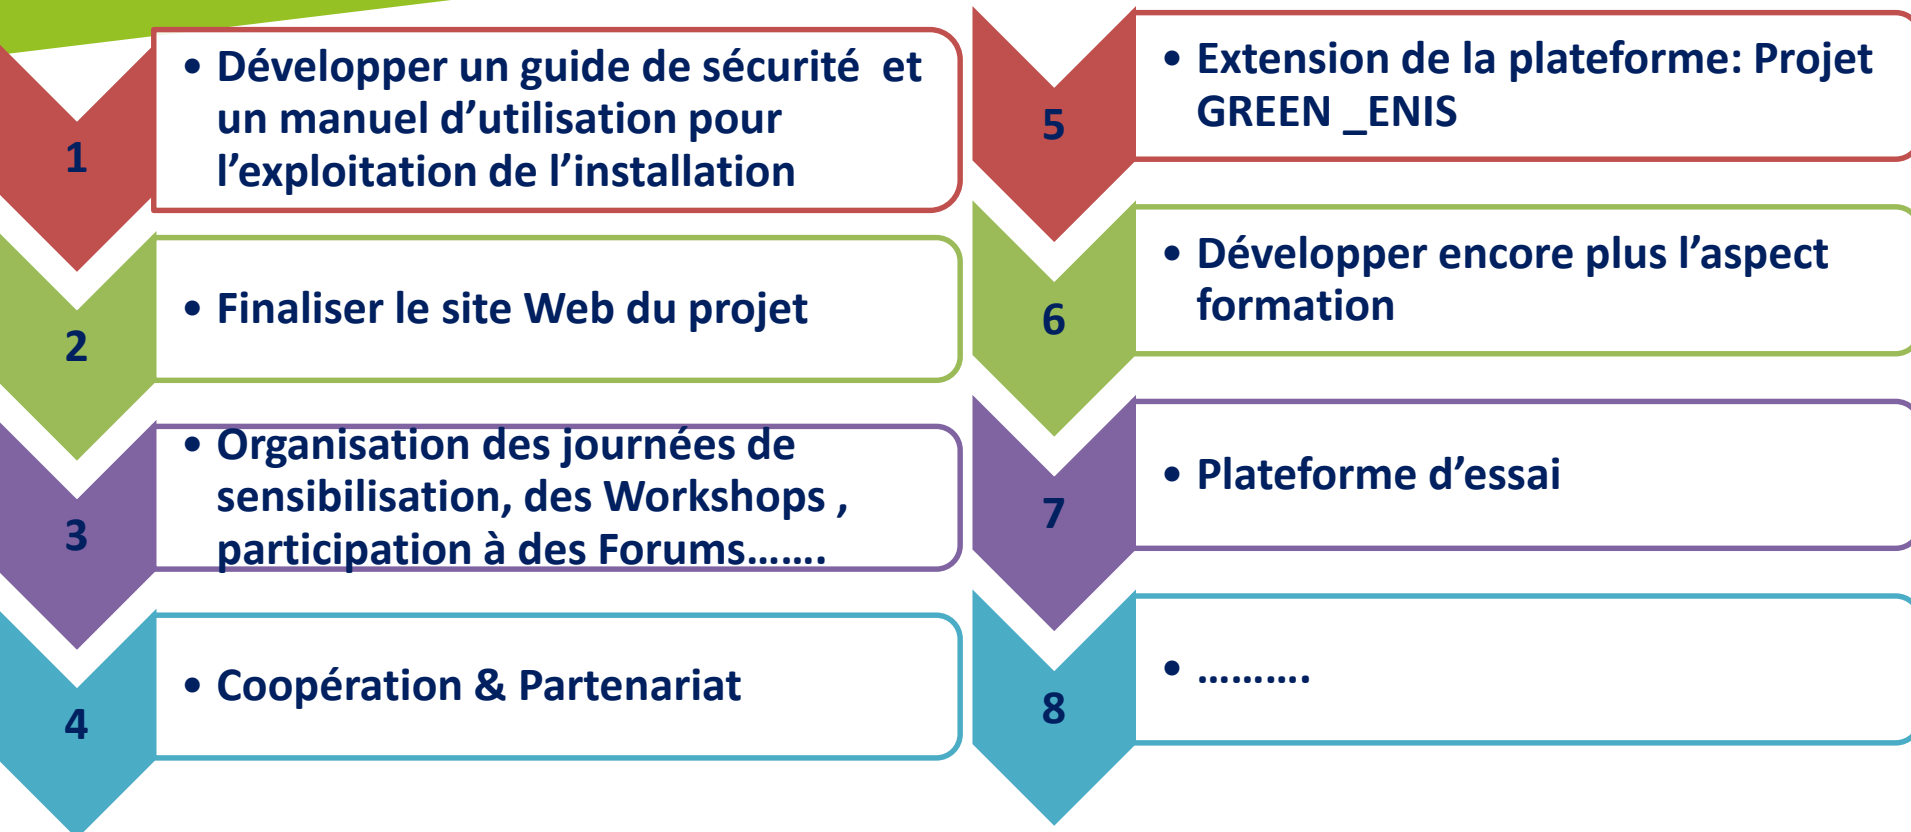 1
• Développer un guide de sécurité  et
un manuel d’utilisation pour
l’exploitation de l’installation
2
• Finaliser le site Web du projet
3
• Organisation des journées de
sensibilisation, des Workshops ,
participation à des Forums.......
4
• Coopération & Partenariat
5
• Extension de la plateforme: Projet
GREEN _ENIS
6
• Développer encore plus l’aspect
formation
7
• Plateforme d’essai
8
• ..........